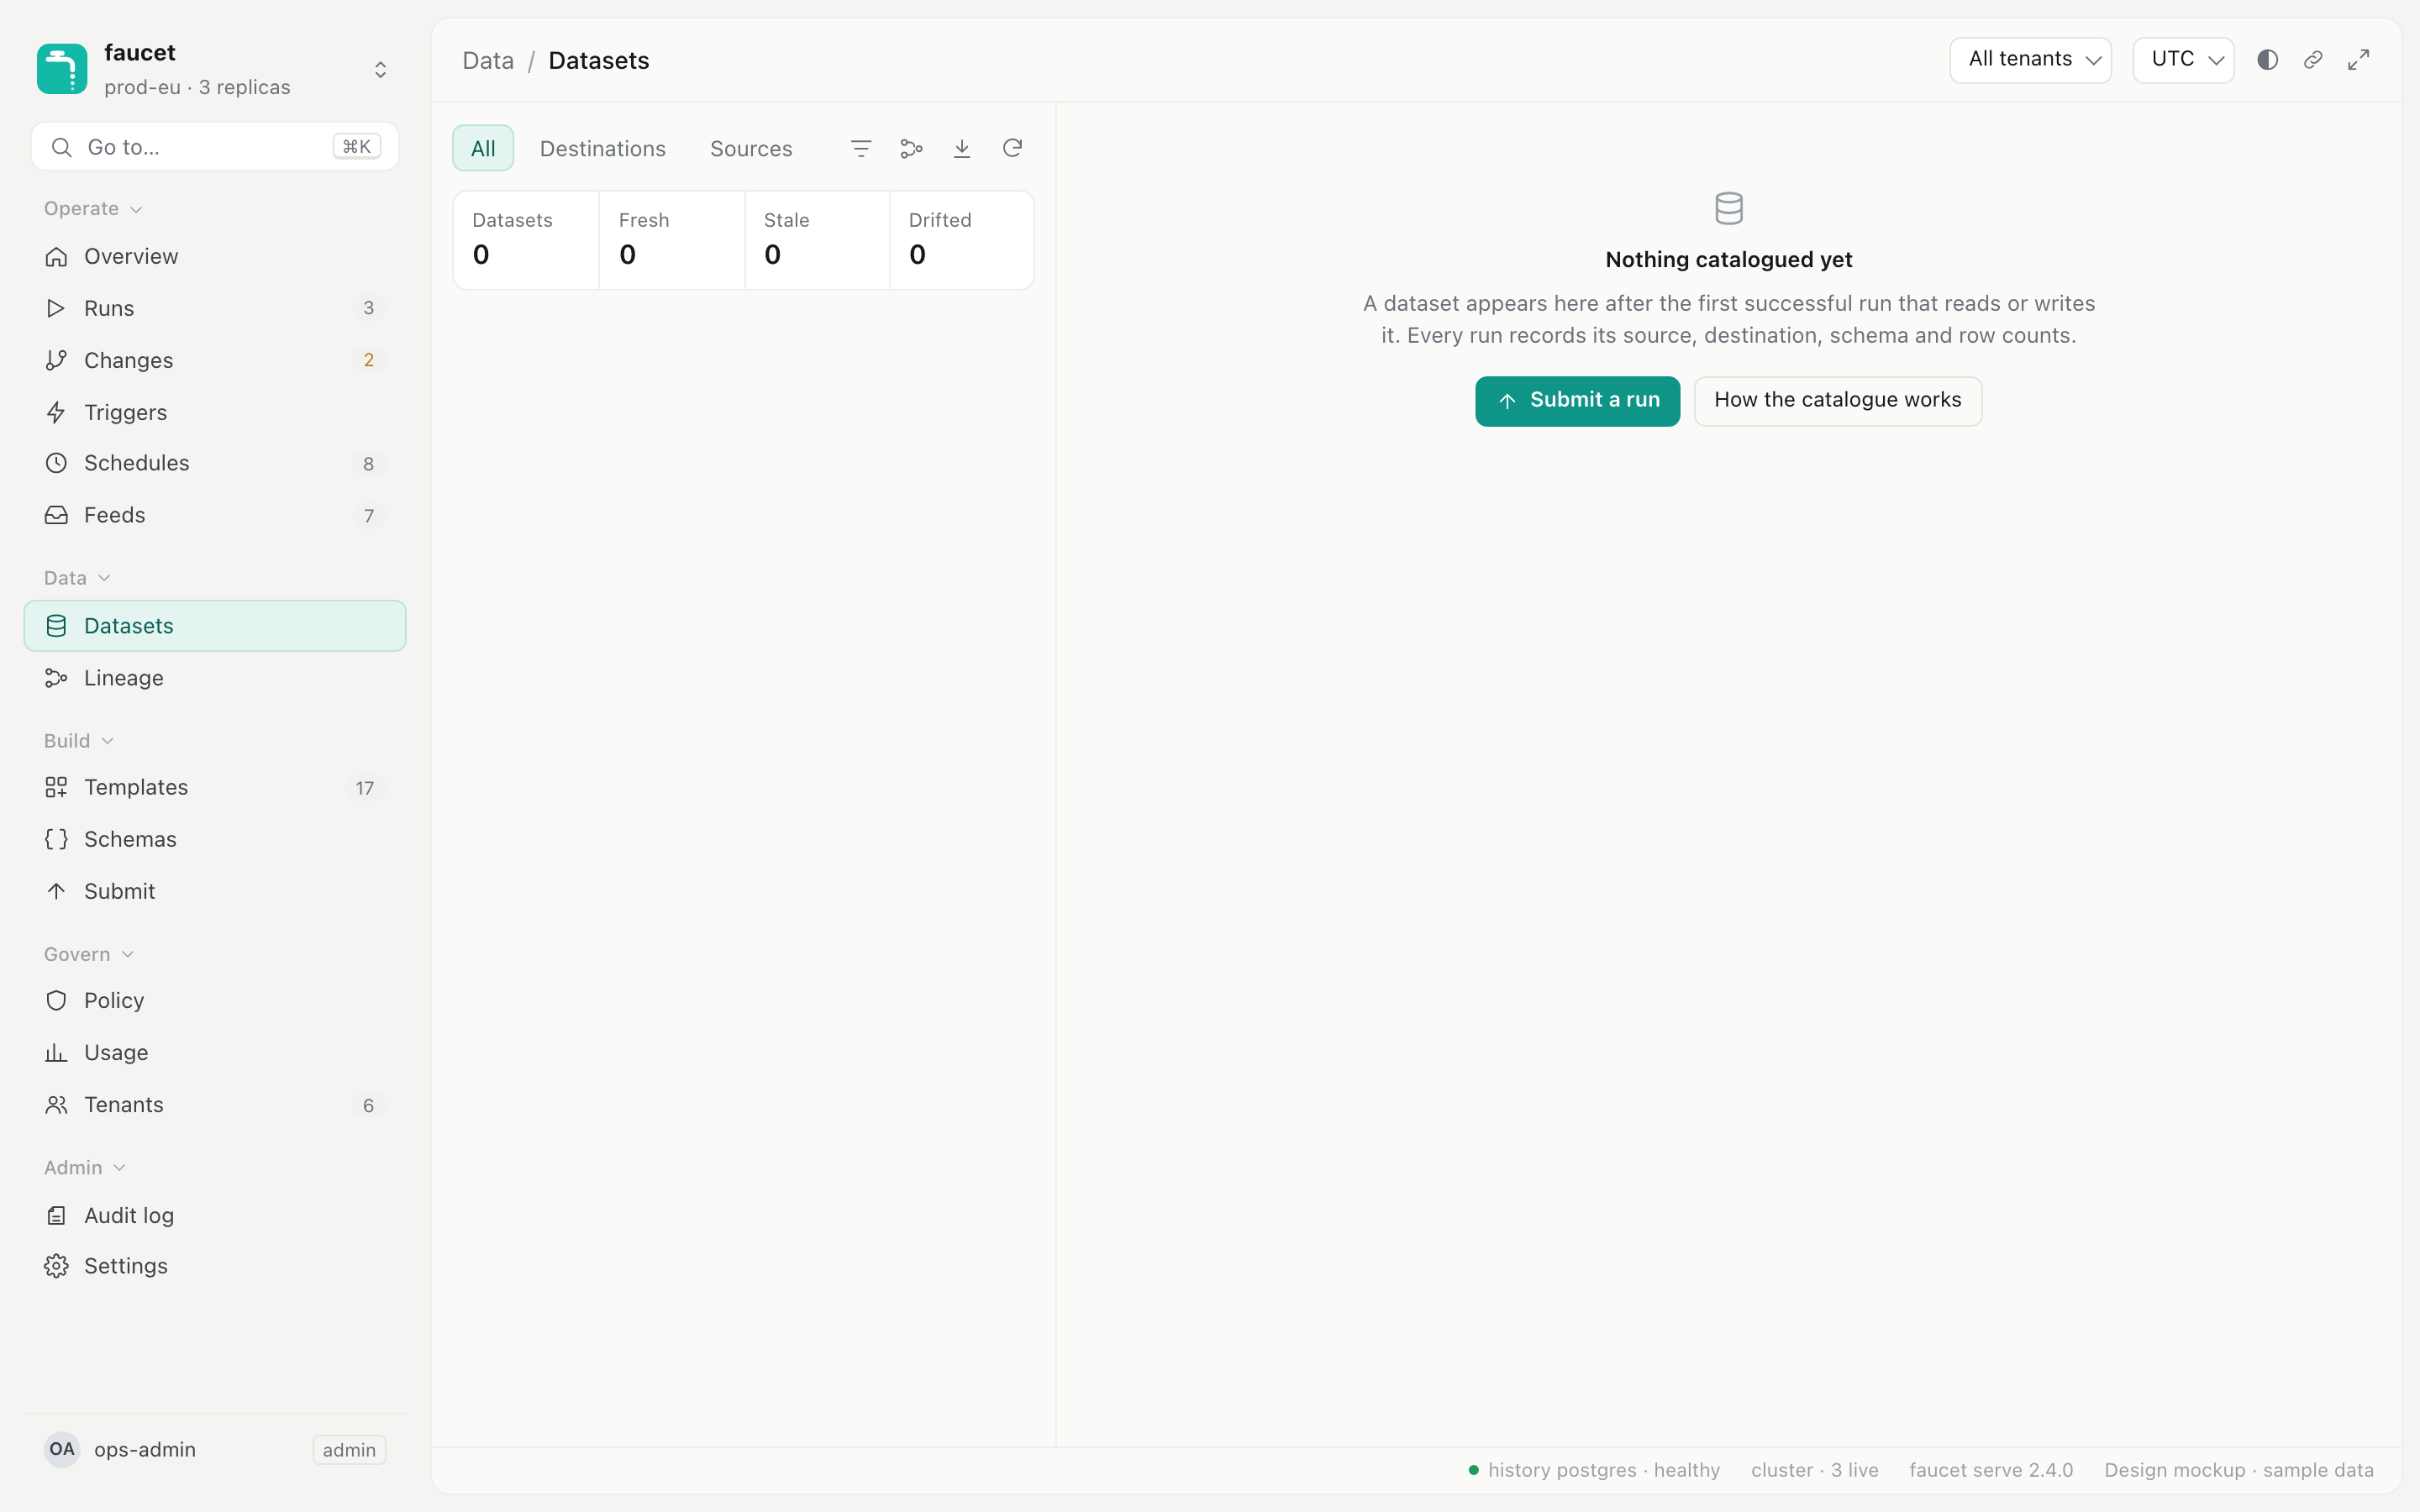 faucet
prod-eu · 3 replicas
Go to...
⌘K
Operate
Overview
Runs 3
Changes 2
Triggers
Schedules 8
Feeds 7
Data
Datasets
Lineage
Build
Templates 17
Schemas
Submit
Govern
Policy
Usage
Tenants 6
Admin
Audit log
Settings
OA ops-admin admin
Data / Datasets
All tenants
UTC
All Destinations Sources
Datasets Fresh Stale Drifted
0 0 0 0
Nothing catalogued yet
A dataset appears here after the first successful run that reads or writes
it. Every run records its source, destination, schema and row counts.
Submit a run
How the catalogue works
history postgres · healthy cluster · 3 live faucet serve 2.4.0 Design mockup · sample data